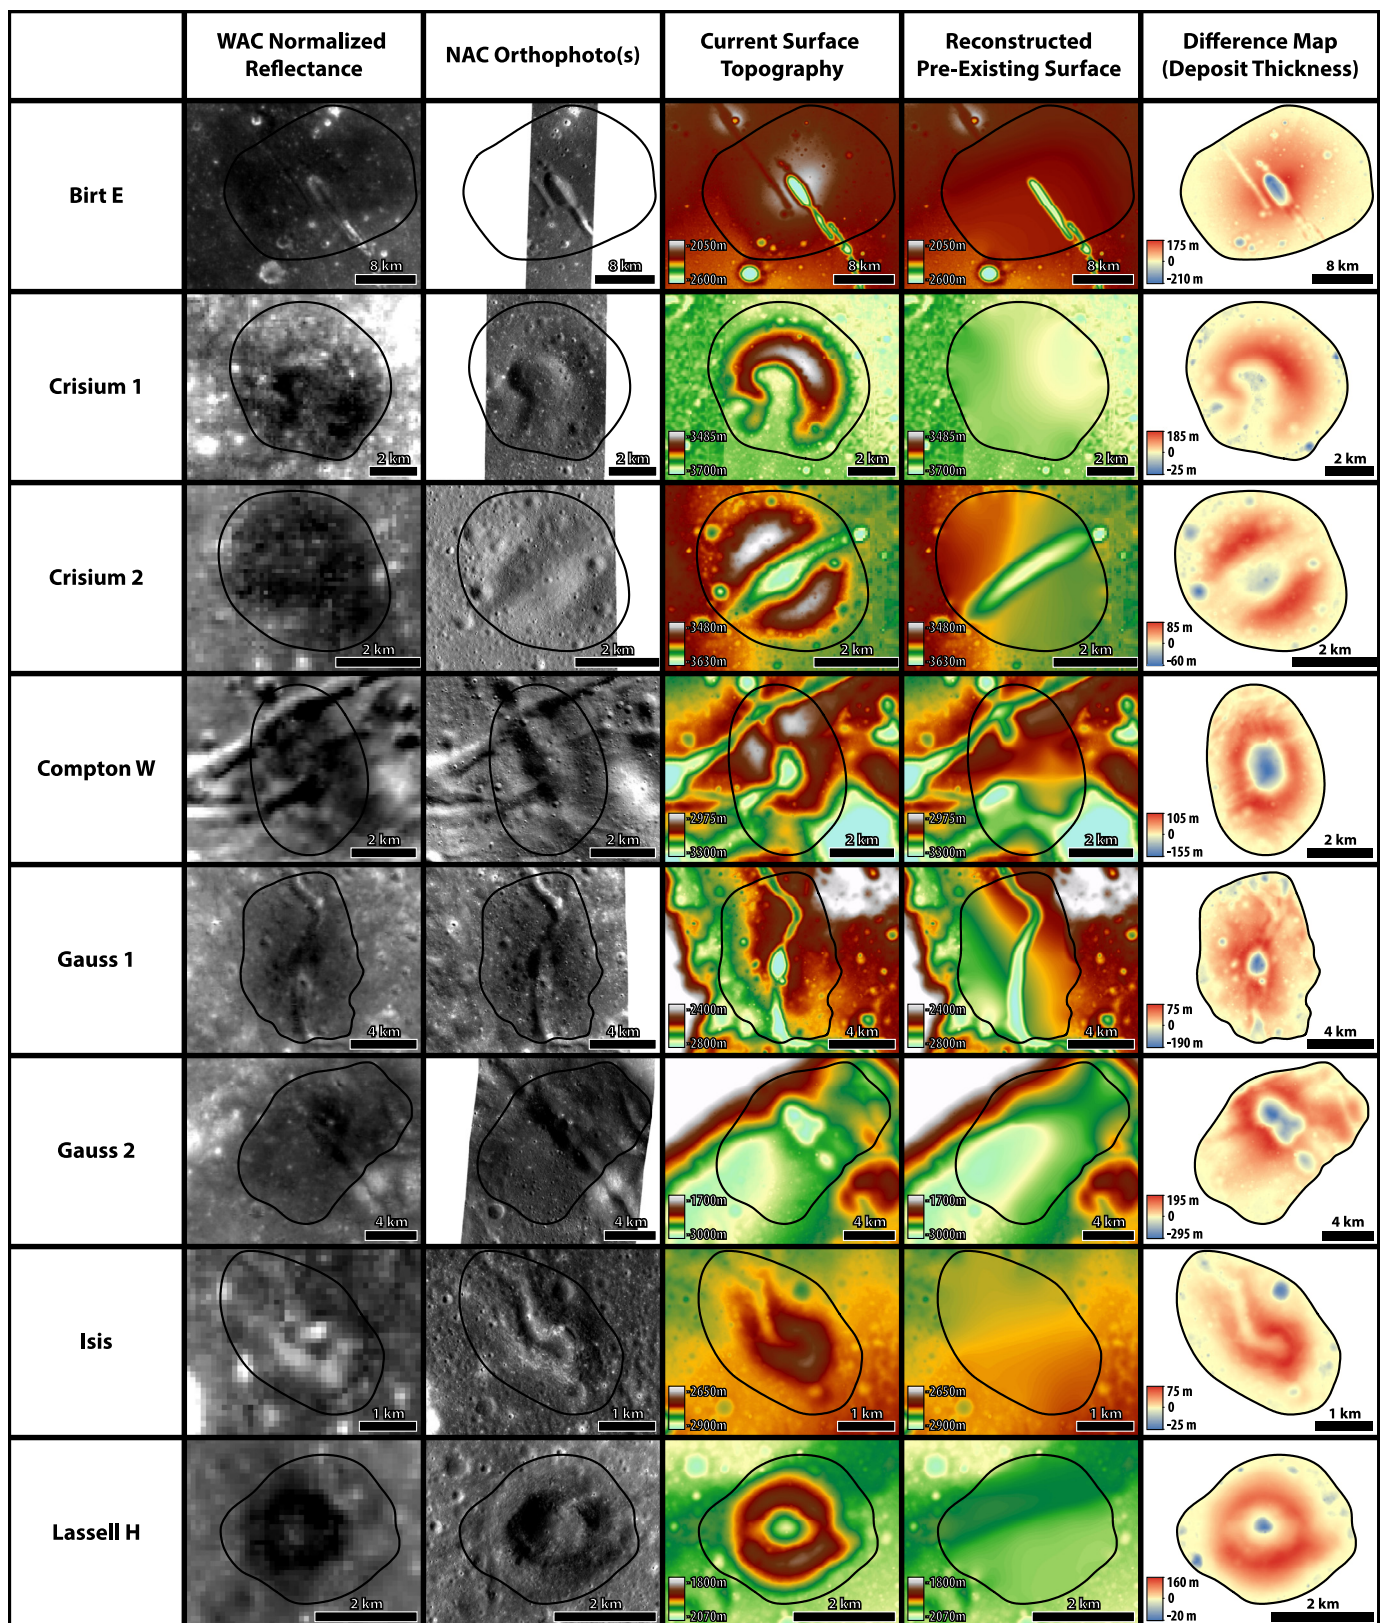 WAC Normalized
Reflectance
NAC Orthophoto(s)
Current Surface
Topography
Reconstructed
Pre-Existing Surface
Difference Map
(Deposit Thickness)
Birt E
8 km
8 km
-2050m
-2600m
8 km
-2050m
-2600m
8 km
175 m
0
-210 m
8 km
Crisium 1
2 km
2 km
-3485m
-3700m
2 km
-3485m
-3700m
2 km
185 m
0
-25 m
2 km
Crisium 2
2 km
2 km
-3480m
-3630m
2 km
-3480m
-3630m
2 km
85 m
0
-60 m
2 km
Compton W
2 km
2 km
-2975m
-3300m
2 km
-2975m
-3300m
2 km
105 m
0
-155 m
2 km
Gauss 1
4 km
4 km
-2400m
-2800m
4 km
-2400m
-2800m
4 km
75 m
0
-190 m
4 km
Gauss 2
4 km
4 km
-1700m
-3000m
4 km
-1700m
-3000m
4 km
195 m
0
-295 m
4 km
Isis
1 km
1 km
-2650m
-2900m
1 km
-2650m
-2900m
1 km
75 m
0
-25 m
1 km
Lassell H
2 km
2 km
-1800m
-2070m
2 km
-1800m
-2070m
2 km
160 m
0
-20 m
2 km